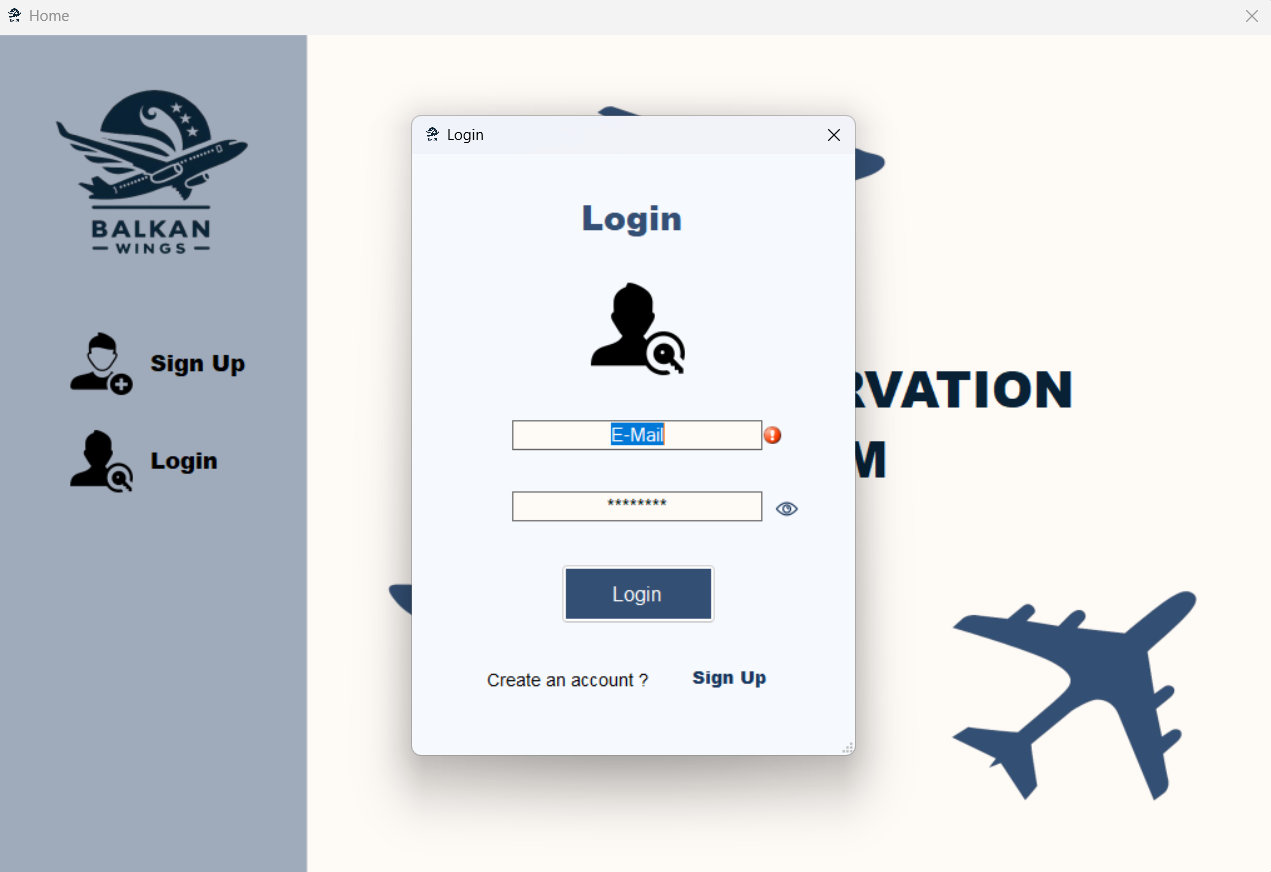 Home
BALKAN
WINGS
Sign Up
Login
Login
Login
E-Mail
********
Login
Create an account ? Sign Up
RVATION
M